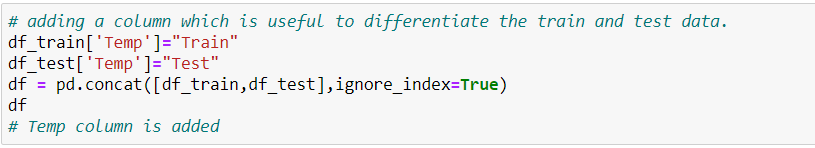 # adding a column which is useful to differentiate the train and test data.
df_train['Temp']="Train"
df_test['Temp']="Test"
df = pd.concat([df_train,df_test],ignore_index=True)
df
# Temp column is added